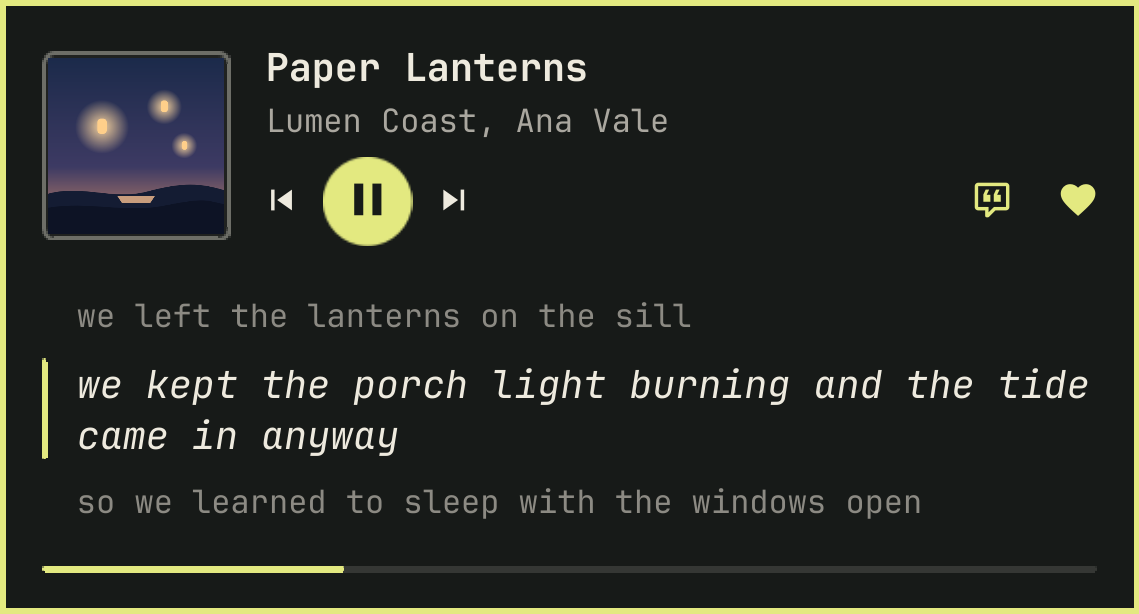 Paper Lanterns
Lumen Coast, Ana Vale
we left the lanterns on the sill
we kept the porch light burning and the tide
came in anyway
so we learned to sleep with the windows open